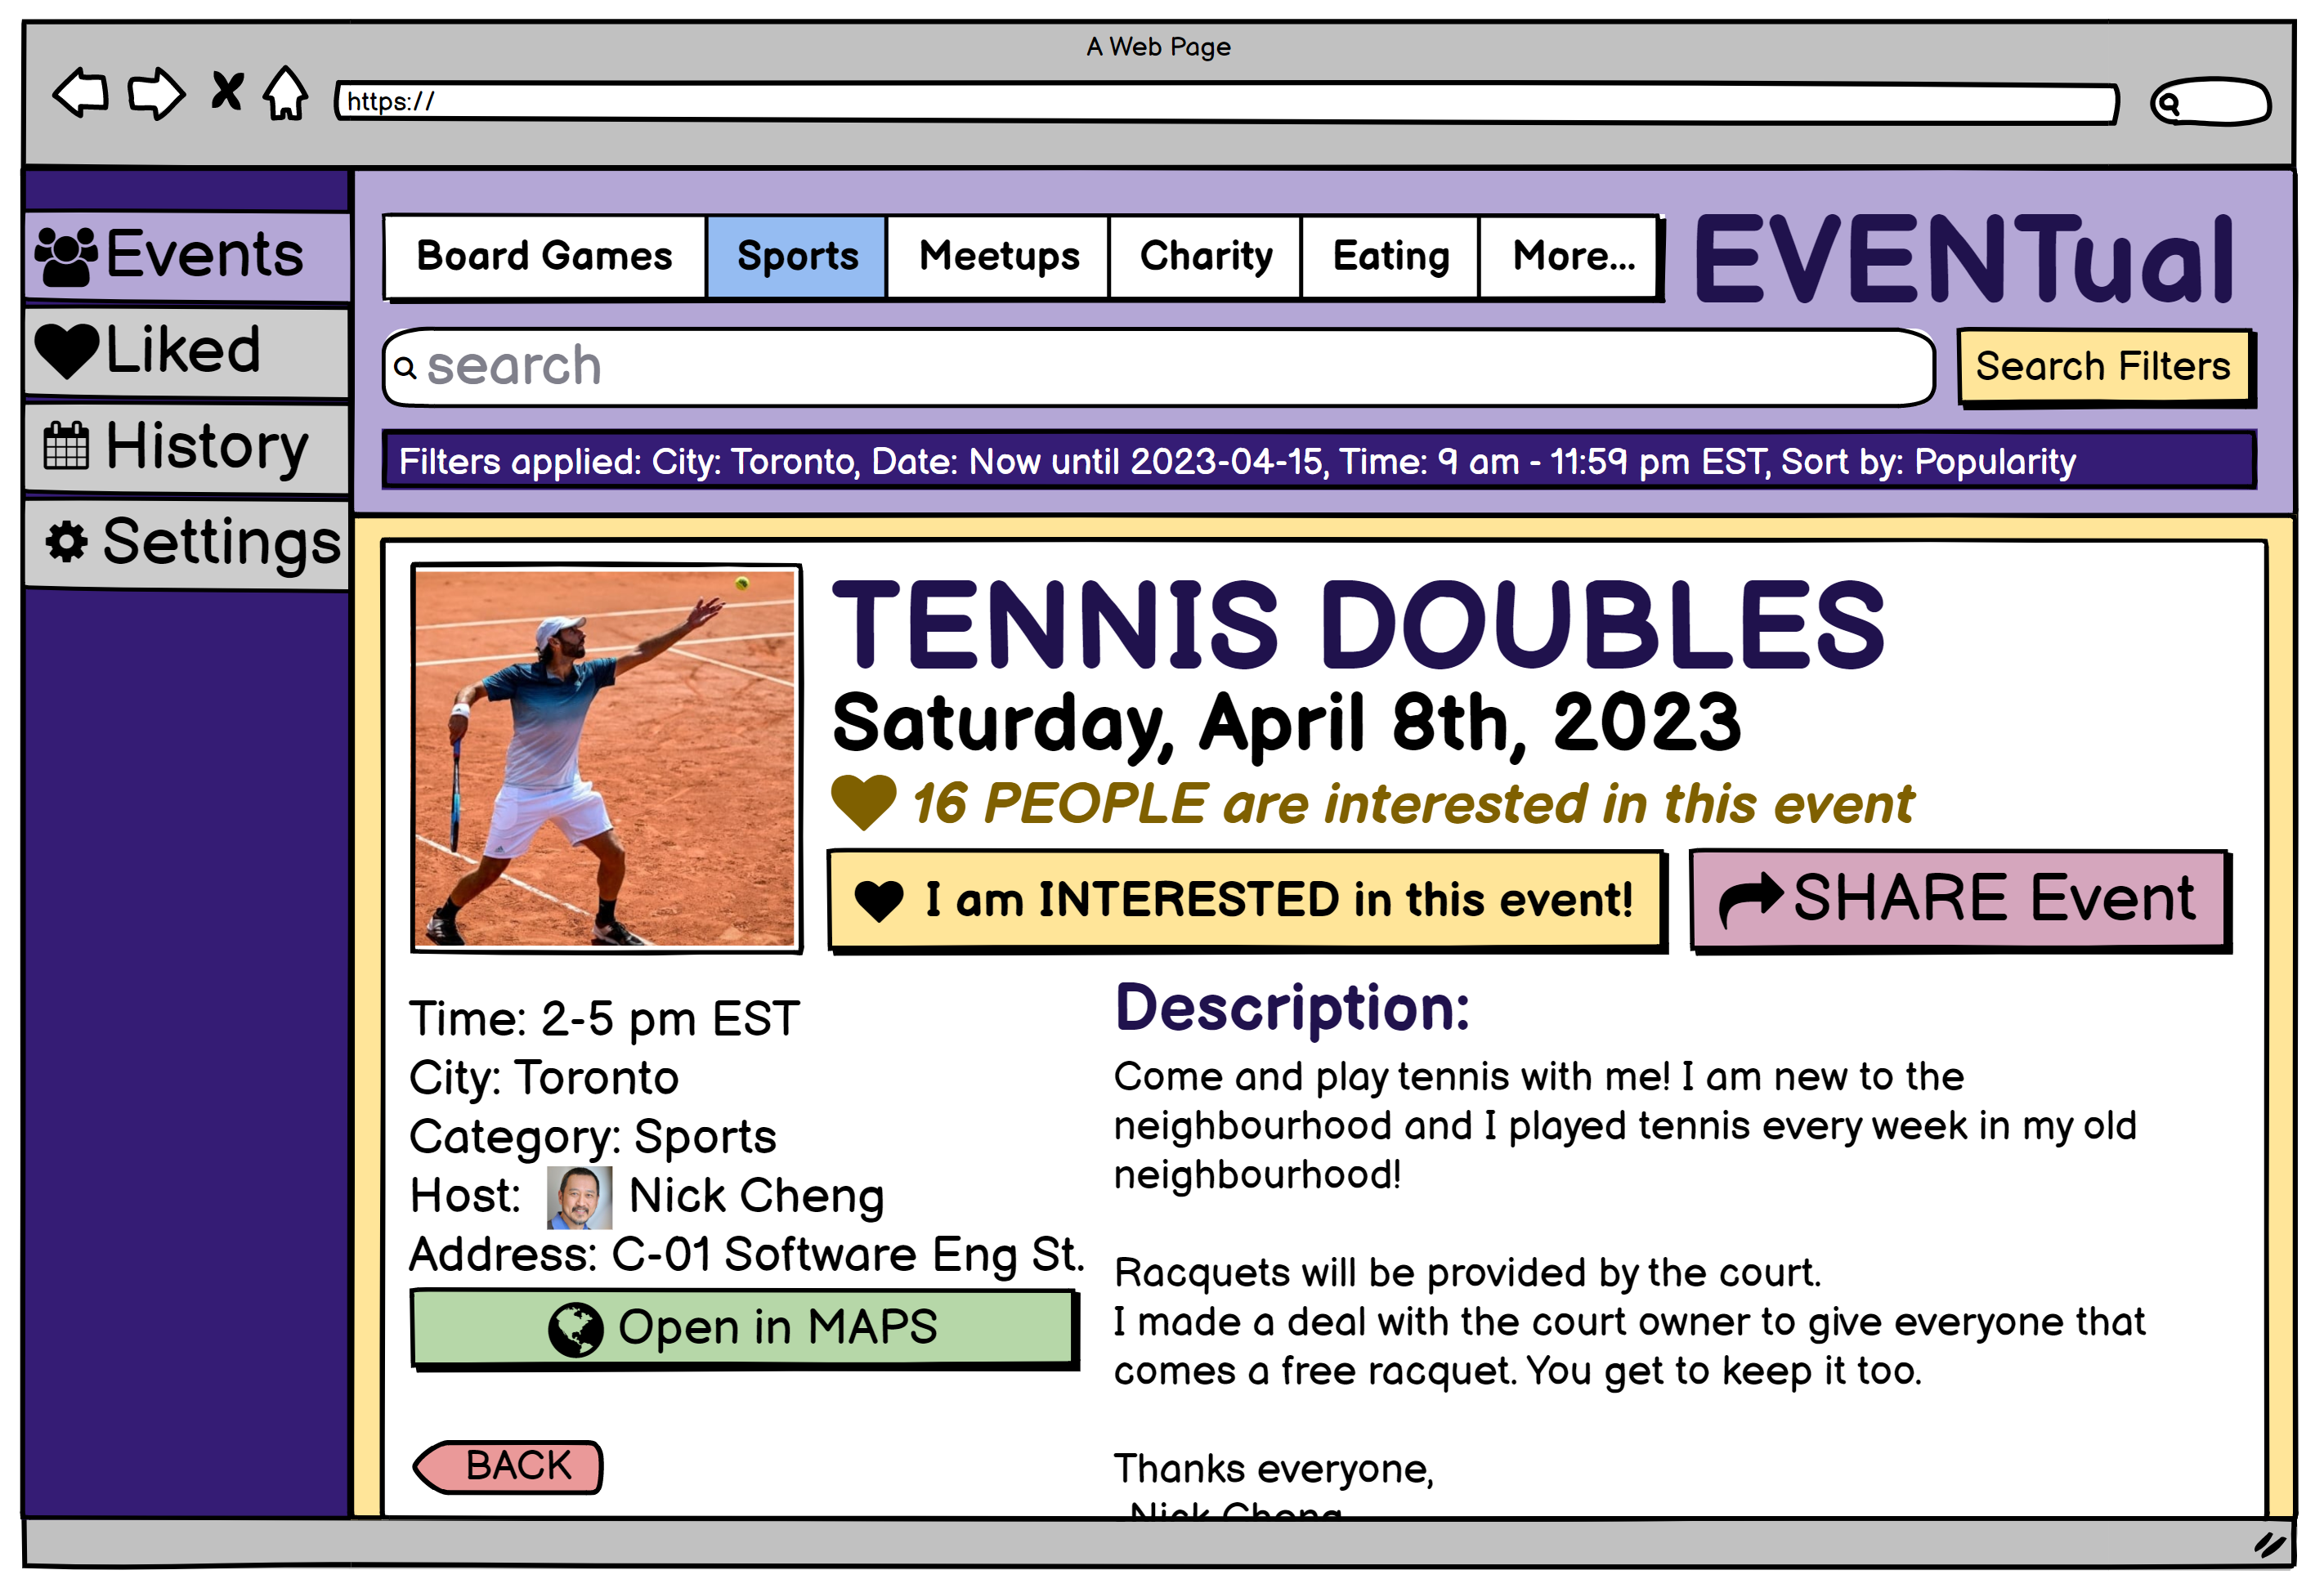 A Web Page
https://
Events
Liked
History
Settings
Board Games Sports Meetups Charity Eating More...
EVENTual
search
Search Filters
Filters applied: City: Toronto, Date: Now until 2023-04-15, Time: 9 am - 11:59 pm EST, Sort by: Popularity
TENNIS DOUBLES
Saturday, April 8th, 2023
16 PEOPLE are interested in this event
I am INTERESTED in this event!
SHARE Event
Time: 2-5 pm EST
City: Toronto
Category: Sports
Host: Nick Cheng
Address: C-01 Software Eng St.
Open in MAPS
BACK
Description:
Come and play tennis with me! I am new to the
neighbourhood and I played tennis every week in my old
neighbourhood!
Racquets will be provided by the court.
I made a deal with the court owner to give everyone that
comes a free racquet. You get to keep it too.
Thanks everyone,
Nick Cheng